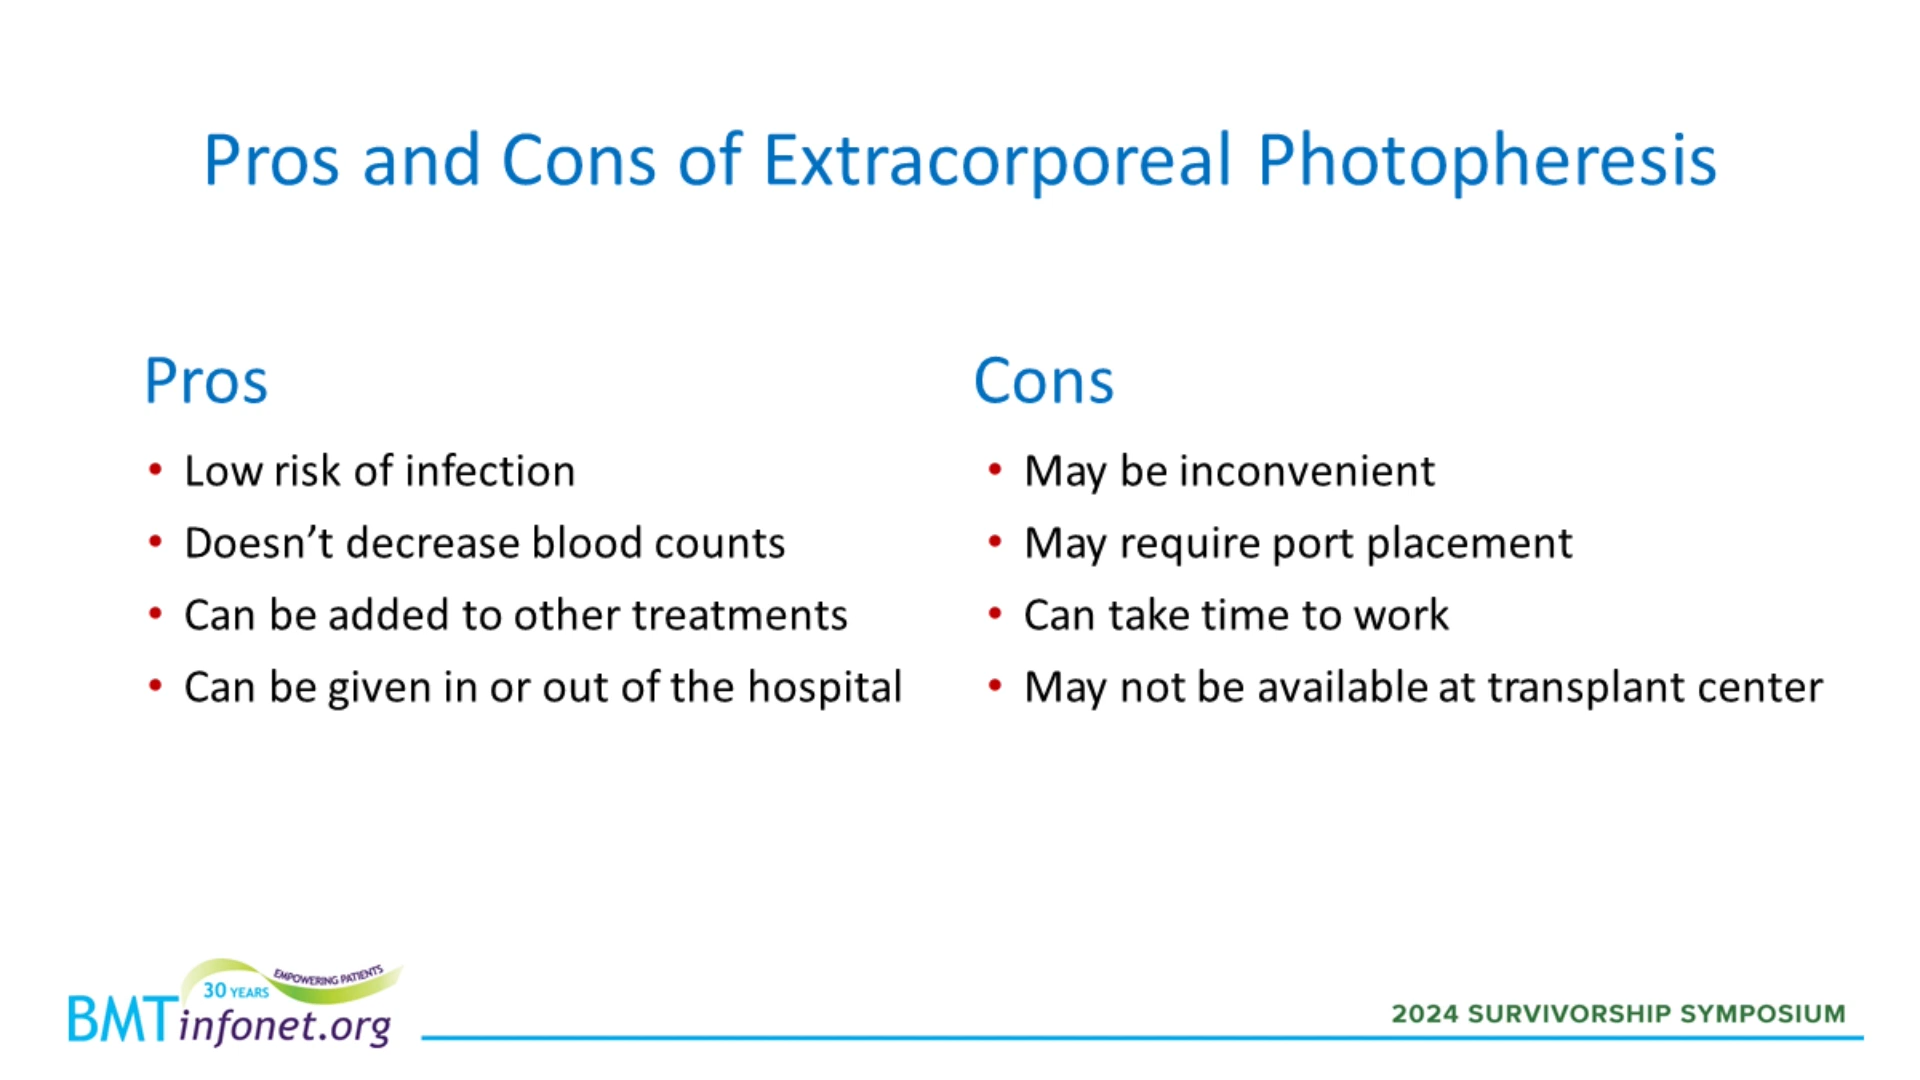 Pros and Cons of Extracorporeal Photopheresis
Pros
• Low risk of infection
• Doesn’t decrease blood counts
• Can be added to other treatments
• Can be given in or out of the hospital
Cons
• May be inconvenient
• May require port placement
• Can take time to work
• May not be available at transplant center
30 YEARS
EMPOWERING PATIENTS
BMTinfonet.org
2024 SURVIVORSHIP SYMPOSIUM